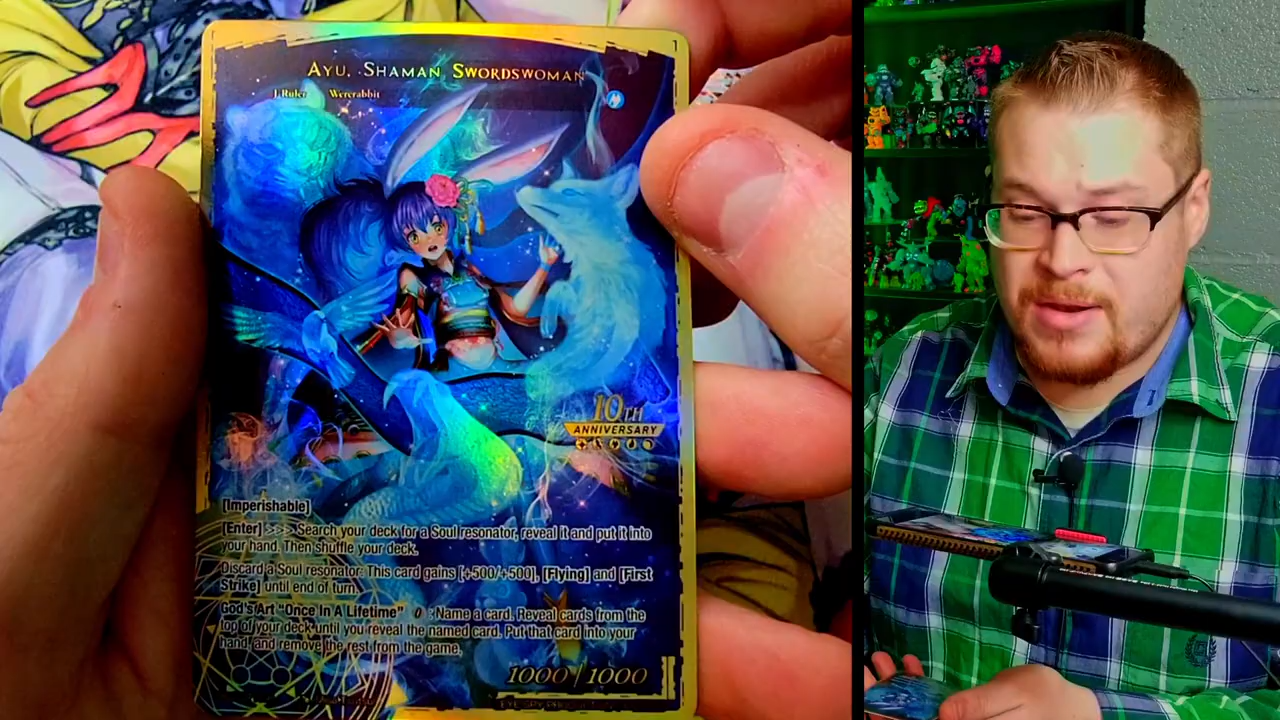 Ayu, Shaman Swordswoman
J Ruler Wererabbit
10TH
ANNIVERSARY
[Imperishable]
[Enter] >>> Search your deck for a Soul resonator, reveal it and put it into
your hand. Then shuffle your deck.
Discard a Soul resonator: This card gains [+500/+500], [Flying] and [First
Strike] until end of turn.
God's Art "Once In A Lifetime" 0 : Name a card. Reveal cards from the
top of your deck until you reveal the named card. Put that card into your
hand, and remove the rest from the game.
1000/1000